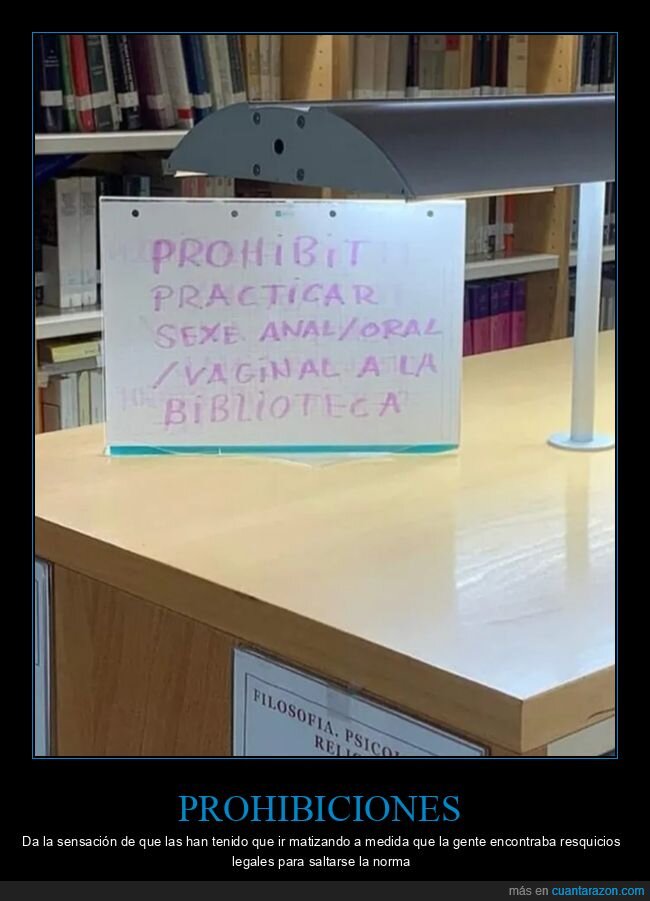 PROHIBIT
PRACTICAR
SEXE ANAL/ORAL
/VAGINAL A LA
BIBLIOTECA
FILOSOFIA. PSICO
RELI
PROHIBICIONES
Da la sensación de que las han tenido que ir matizando a medida que la gente encontraba resquicios
legales para saltarse la norma
más en cuantarazon.com